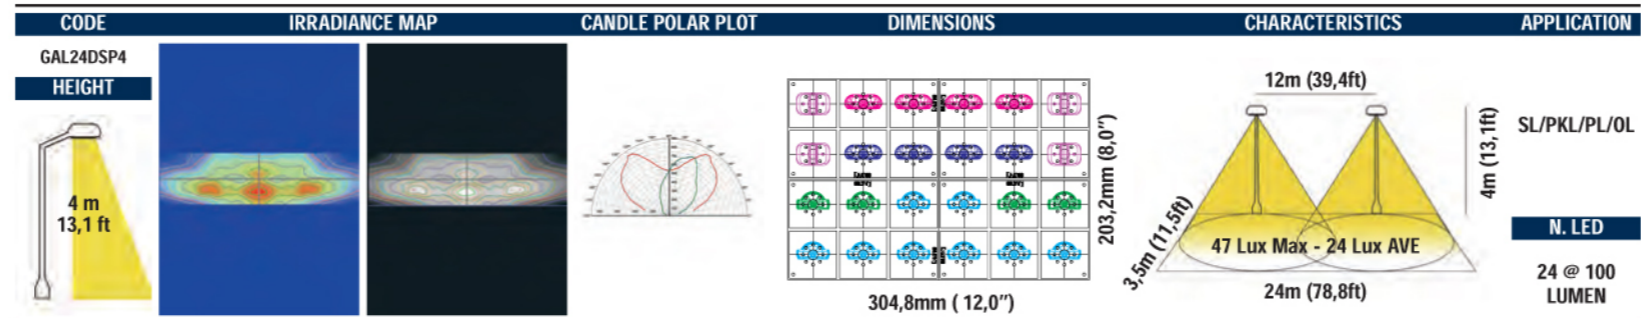 CODE
IRRADIANCE MAP
CANDLE POLAR PLOT
DIMENSIONS
CHARACTERISTICS
APPLICATION
GAL24DSP4
HEIGHT
4 m
13,1 ft
203,2mm (8,0”)
304,8mm ( 12,0”)
12m (39,4ft)
4m (13,1ft)
3,5m (11,5ft)
47 Lux Max - 24 Lux AVE
24m (78,8ft)
SL/PKL/PL/OL
N. LED
24 @ 100
LUMEN